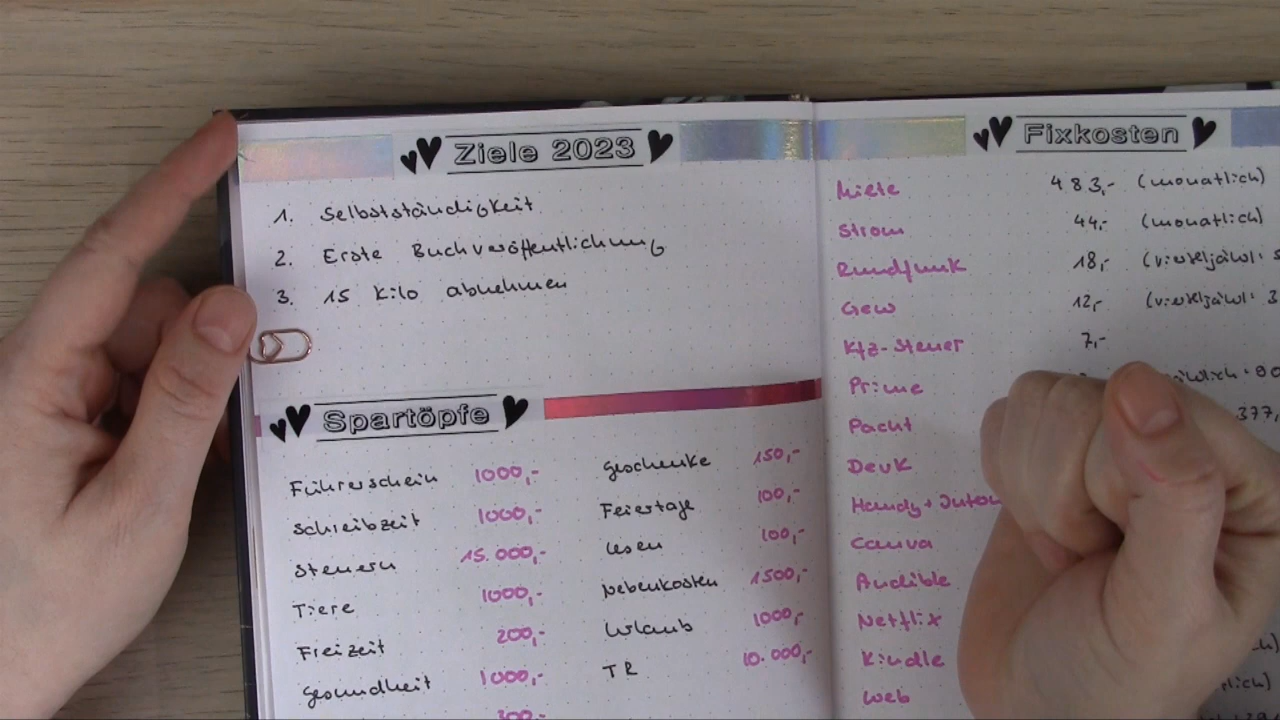 Ziele 2023
1. Selbstständigkeit
2. Erste Buchveröffentlichung
3. 15 Kilo abnehmen
Spartöpfe
Führerschein 1000,-
Schreibzeit 1000,-
Steuern 15.000,-
Tiere 1000,-
Freizeit 200,-
Gesundheit 1000,-
300,-
Geschenke 150,-
Feiertage 100,-
Lesen 100,-
Nebenkosten 1500,-
Urlaub 1000,-
TR 10.000,-
Fixkosten
Miete 483,- (monatlich)
Strom 44,- (monatlich)
Rundfunk 18,-
Gew 12,-
Kfz-Steuer 7,-
Prime
Pacht 377,
DevK
Handy +
Canva
Audible
Netflix
Kindle
Web